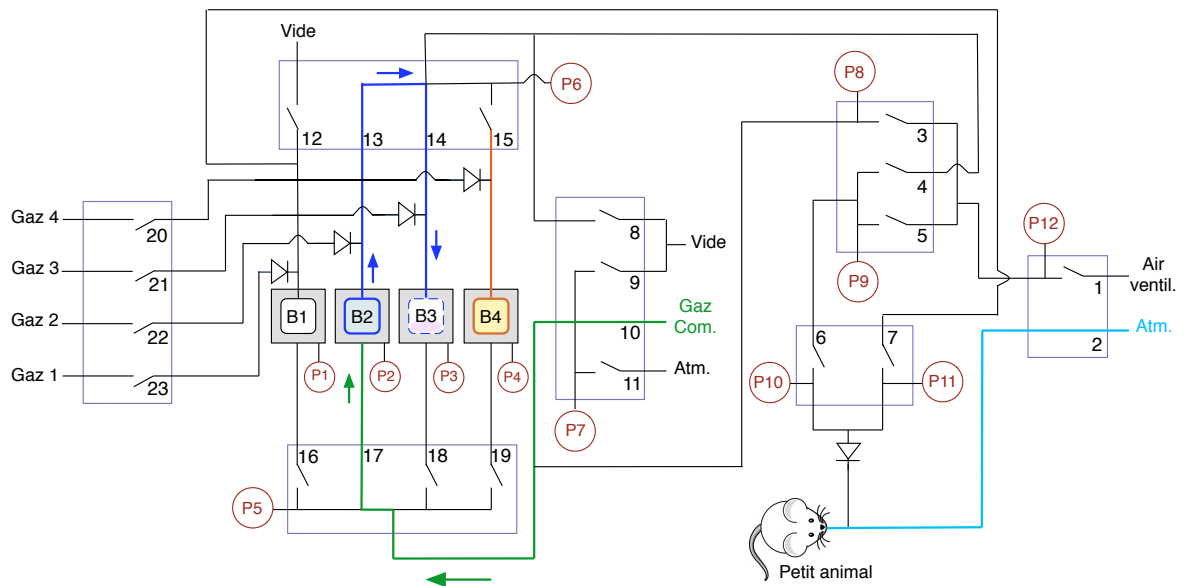 Vide
P6
12
13
14
15
P8
3
4
5
P9
P12
1
Air
ventil.
Atm.
2
Gaz 4
20
Gaz 3
21
Gaz 2
22
Gaz 1
23
8
Vide
9
Gaz
Com.
10
Atm.
11
P7
B1
B2
B3
B4
P1
P2
P3
P4
6
7
P10
P11
16
17
18
19
P5
Petit animal